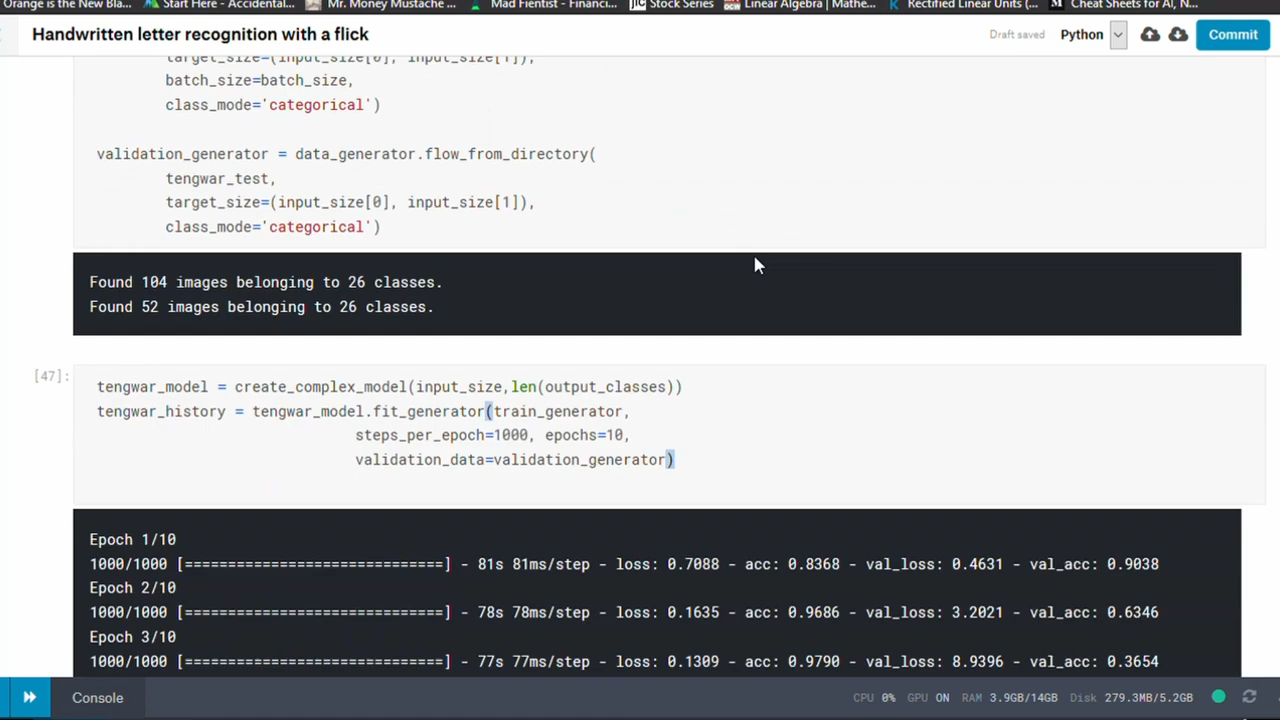 Orange is the New Bla...
Start Here - Accidental...
Mr. Money Mustache ...
Mad Fientist - Financi...
Stock Series
Linear Algebra | Mathe...
Rectified Linear Units (...
Cheat Sheets for AI, N...
Handwritten letter recognition with a flick
Draft saved
Python
Commit
target_size=(input_size[0], input_size[1]),
batch_size=batch_size,
class_mode='categorical')
validation_generator = data_generator.flow_from_directory(
tengwar_test,
target_size=(input_size[0], input_size[1]),
class_mode='categorical')
Found 104 images belonging to 26 classes.
Found 52 images belonging to 26 classes.
[47]:
tengwar_model = create_complex_model(input_size,len(output_classes))
tengwar_history = tengwar_model.fit_generator(train_generator,
steps_per_epoch=1000, epochs=10,
validation_data=validation_generator)
Epoch 1/10
1000/1000 [==============================] - 81s 81ms/step - loss: 0.7088 - acc: 0.8368 - val_loss: 0.4631 - val_acc: 0.9038
Epoch 2/10
1000/1000 [==============================] - 78s 78ms/step - loss: 0.1635 - acc: 0.9686 - val_loss: 3.2021 - val_acc: 0.6346
Epoch 3/10
1000/1000 [==============================] - 77s 77ms/step - loss: 0.1309 - acc: 0.9790 - val_loss: 8.9396 - val_acc: 0.3654
Console
CPU 0% GPU ON RAM 3.9GB/14GB Disk 279.3MB/5.2GB